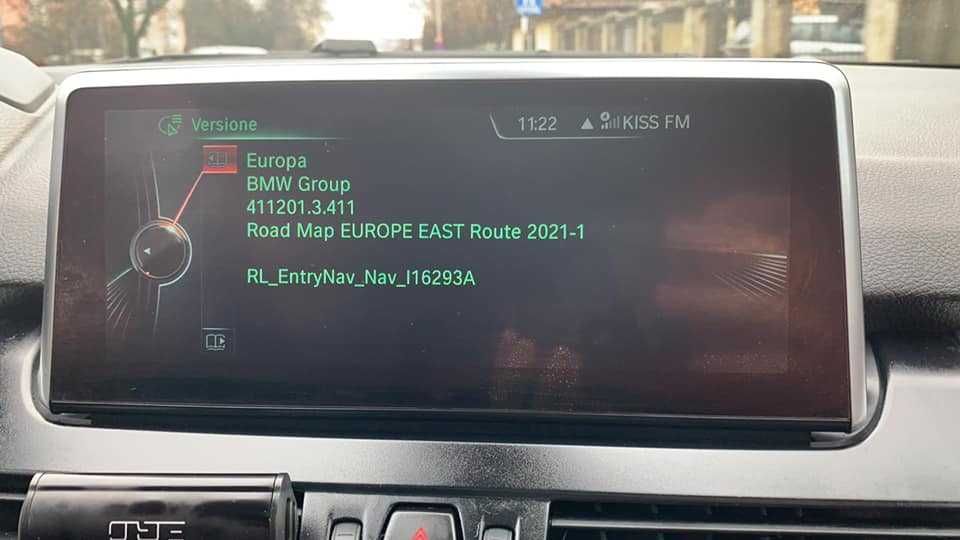 Versione
11:22
KISS FM
Europa
BMW Group
411201.3.411
Road Map EUROPE EAST Route 2021-1
RL_EntryNav_Nav_I16293A